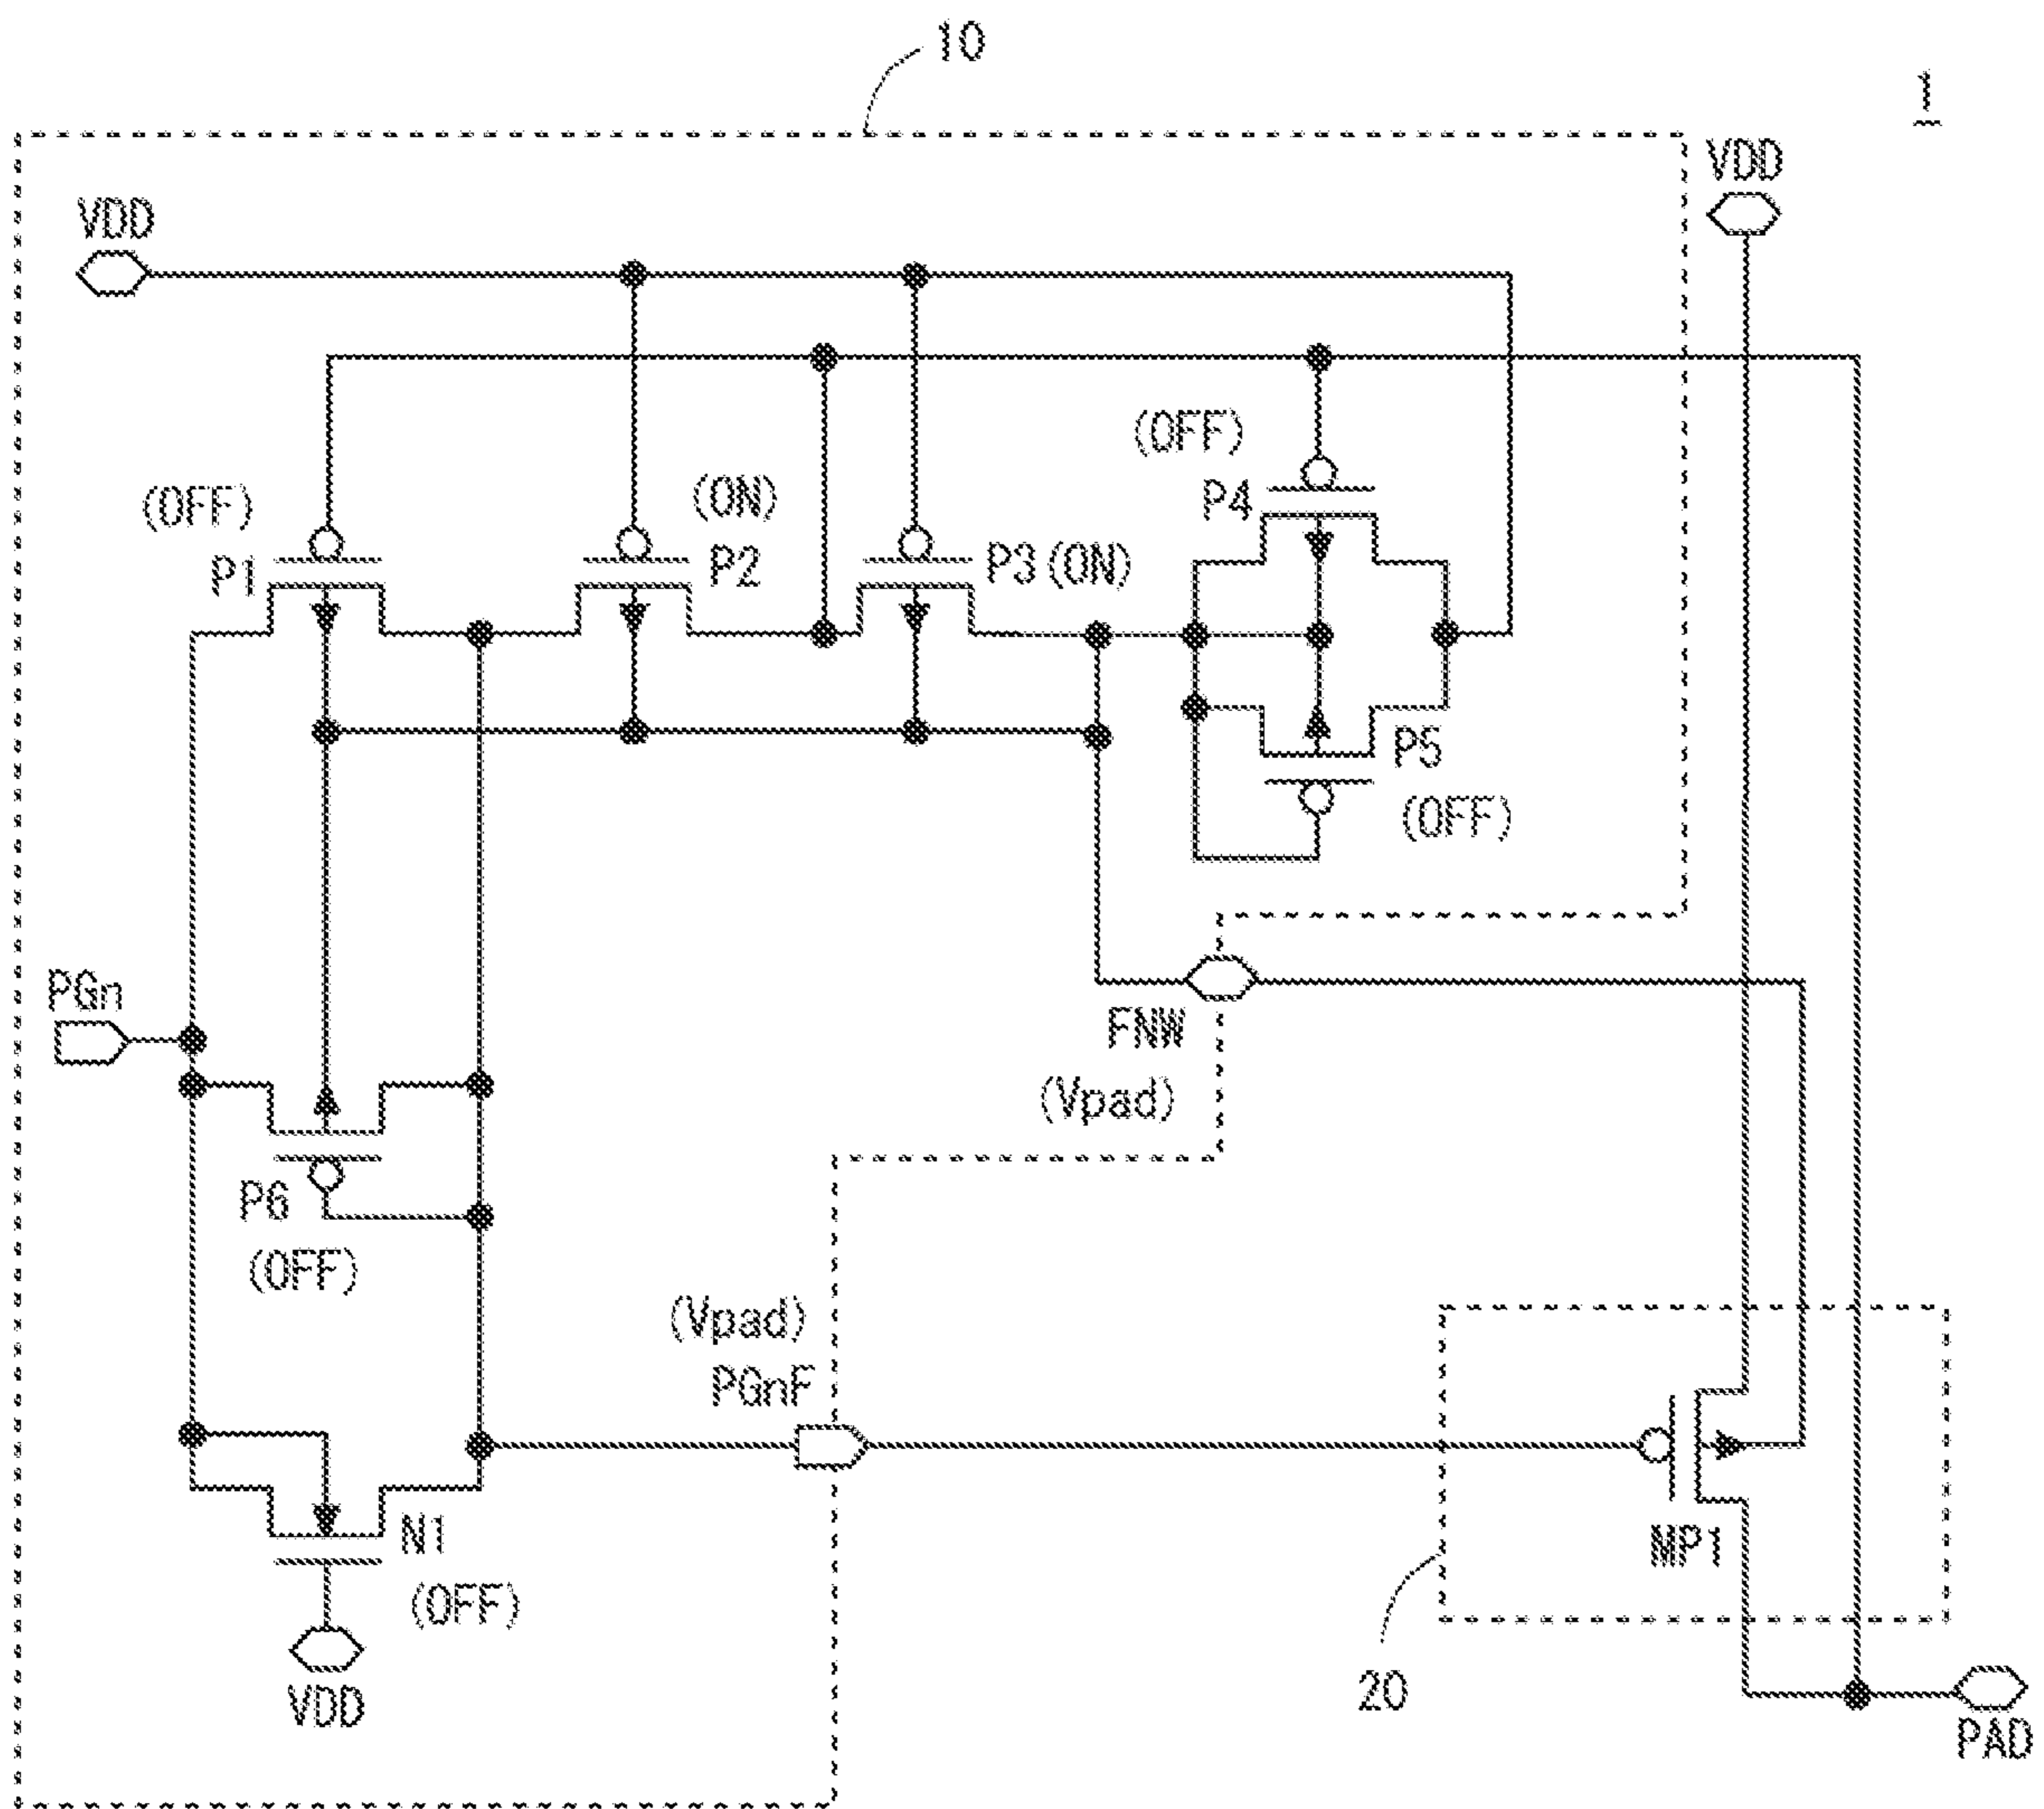 10
1
VDD
VDD
(OFF)
P4
(OFF)
P1
(ON)
P2
P3 (ON)
P5
(OFF)
PGn
FNW
(Vpad)
P6
(OFF)
(Vpad)
PGnF
N1
(OFF)
VDD
MP1
20
PAD